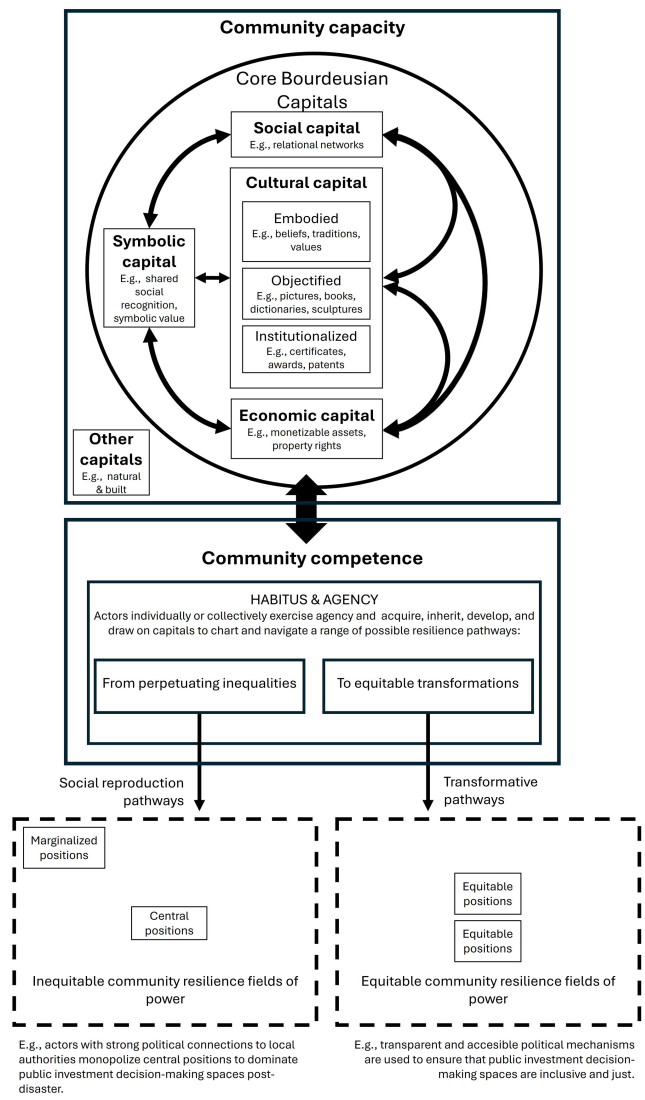 Community capacity
Core Bourdeusian
Capitals
Social capital
E.g., relational networks
Cultural capital
Embodied
E.g., beliefs, traditions,
values
Symbolic
capital
E.g., shared
social
recognition,
symbolic value
Objectified
E.g., pictures, books,
dictionaries, sculptures
Institutionalized
E.g., certificates,
awards, patents
Economic capital
E.g., monetizable assets,
property rights
Other
capitals
E.g., natural
& built
Community competence
HABITUS & AGENCY
Actors individually or collectively exercise agency and acquire, inherit, develop, and
draw on capitals to chart and navigate a range of possible resilience pathways:
From perpetuating inequalities
To equitable transformations
Social reproduction
pathways
Transformative
pathways
Marginalized
positions
Central
positions
Inequitable community resilience fields of
power
Equitable
positions
Equitable
positions
Equitable community resilience fields of
power
E.g., actors with strong political connections to local
authorities monopolize central positions to dominate
public investment decision-making spaces post-
disaster.
E.g., transparent and accesible political mechanisms
are used to ensure that public investment decision-
making spaces are inclusive and just.